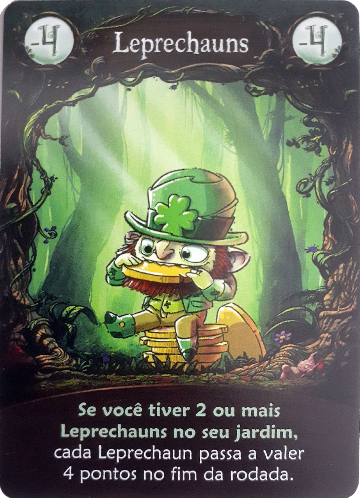 -4 Leprechauns -4
Se você tiver 2 ou mais
Leprechauns no seu jardim,
cada Leprechaun passa a valer
4 pontos no fim da rodada.